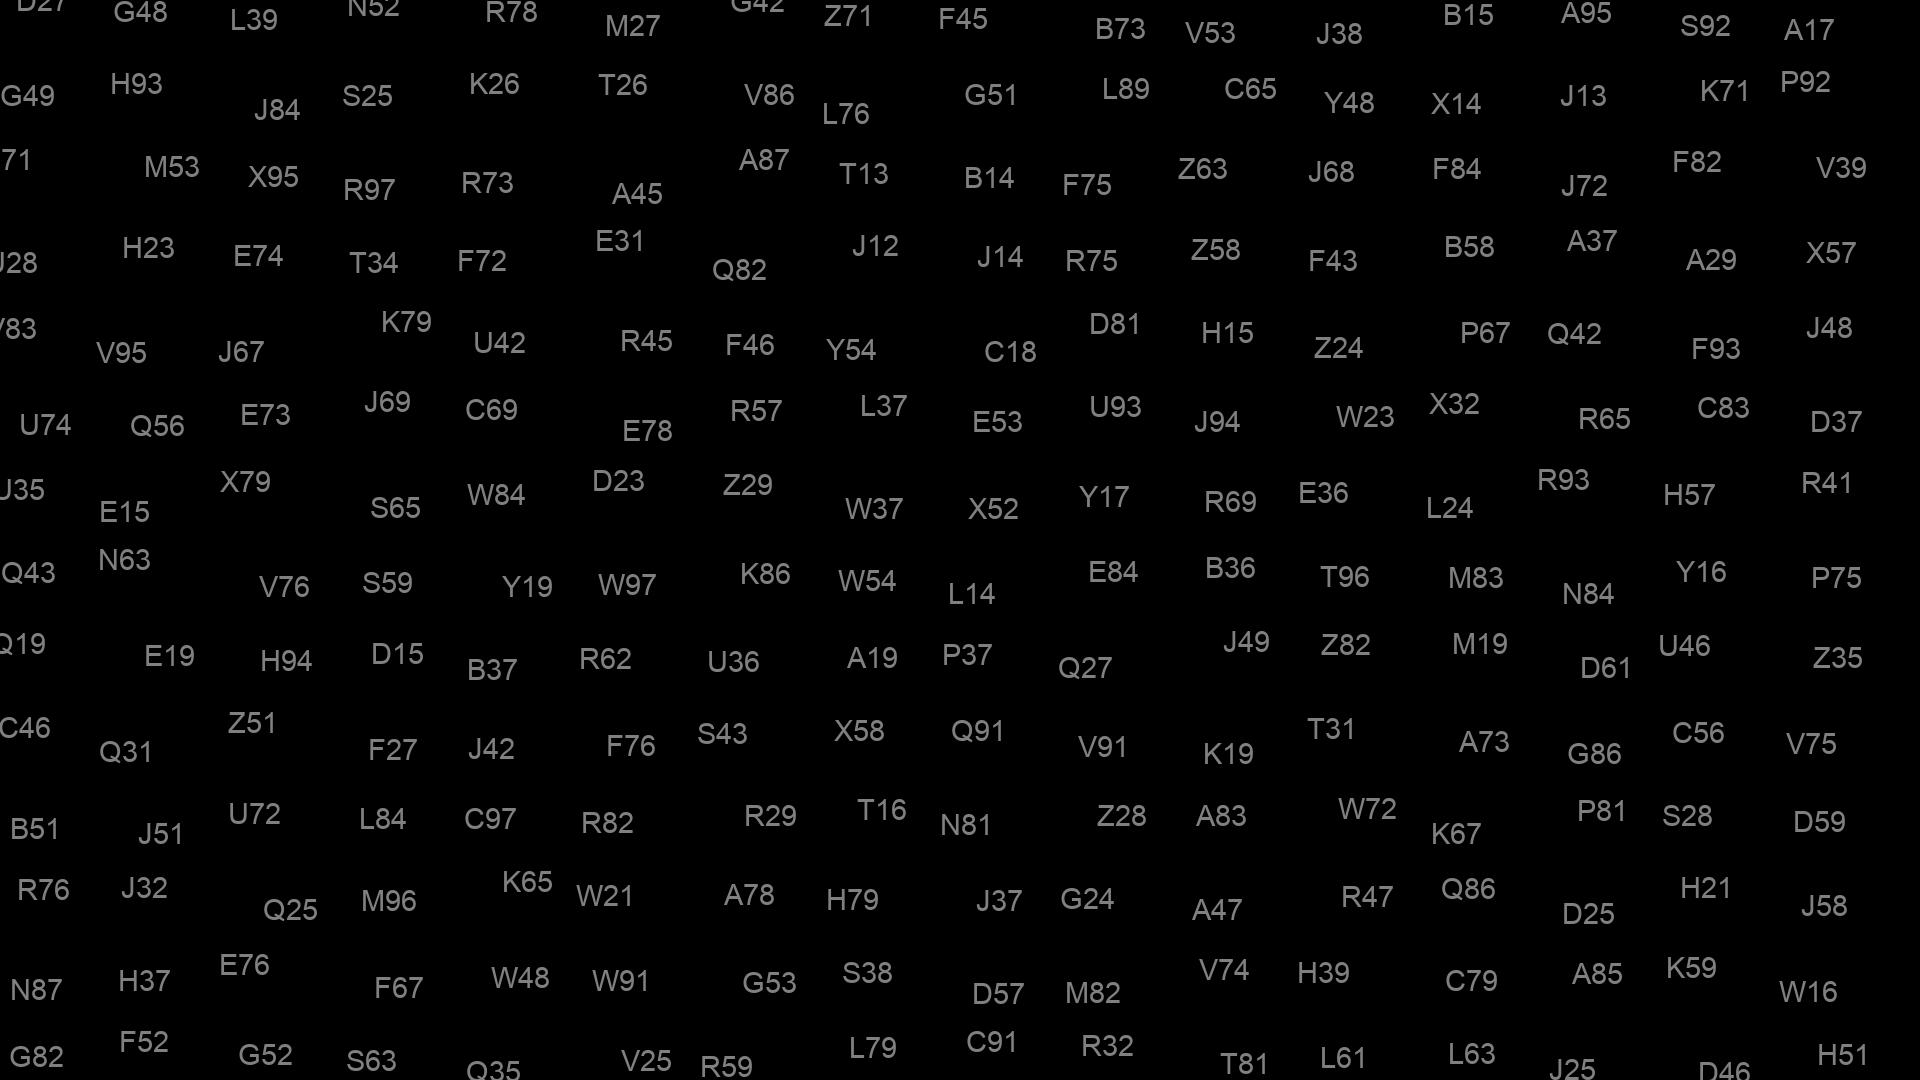 D27 G48 L39 N52 R78 M27 G42 Z71 F45 B73 V53 J38 B15 A95 S92 A17
G49 H93 J84 S25 K26 T26 V86 L76 G51 L89 C65 Y48 X14 J13 K71 P92
71 M53 X95 R97 R73 A45 A87 T13 B14 F75 Z63 J68 F84 J72 F82 V39
J28 H23 E74 T34 F72 E31 Q82 J12 J14 R75 Z58 F43 B58 A37 A29 X57
V83 V95 J67 K79 U42 R45 F46 Y54 C18 D81 H15 Z24 P67 Q42 F93 J48
U74 Q56 E73 J69 C69 E78 R57 L37 E53 U93 J94 W23 X32 R65 C83 D37
U35 E15 X79 S65 W84 D23 Z29 W37 X52 Y17 R69 E36 L24 R93 H57 R41
Q43 N63 V76 S59 Y19 W97 K86 W54 L14 E84 B36 T96 M83 N84 Y16 P75
Q19 E19 H94 D15 B37 R62 U36 A19 P37 Q27 J49 Z82 M19 D61 U46 Z35
C46 Q31 Z51 F27 J42 F76 S43 X58 Q91 V91 K19 T31 A73 G86 C56 V75
B51 J51 U72 L84 C97 R82 R29 T16 N81 Z28 A83 W72 K67 P81 S28 D59
R76 J32 Q25 M96 K65 W21 A78 H79 J37 G24 A47 R47 Q86 D25 H21 J58
N87 H37 E76 F67 W48 W91 G53 S38 D57 M82 V74 H39 C79 A85 K59 W16
G82 F52 G52 S63 Q35 V25 R59 L79 C91 R32 T81 L61 L63 J25 D46 H51